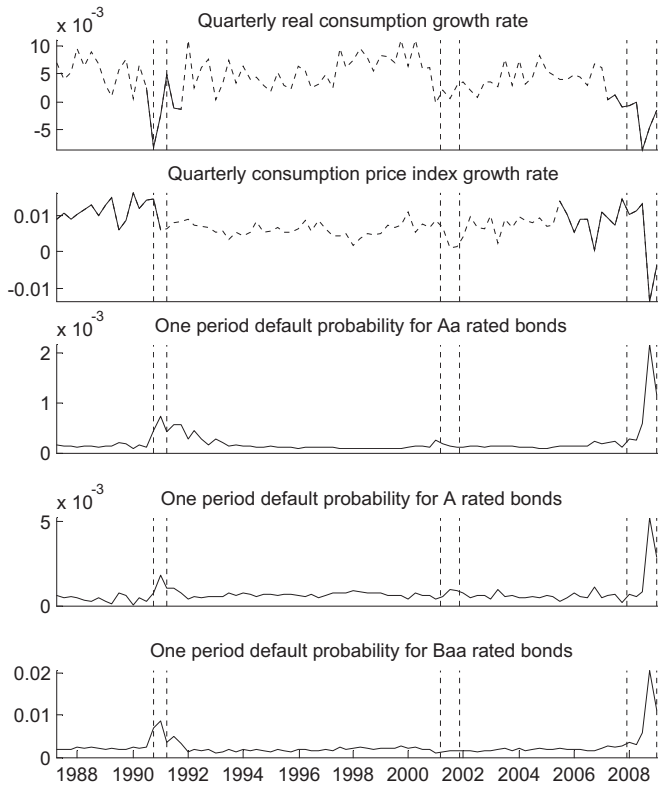 Quarterly real consumption growth rate
x 10^-3
10
5
0
-5
Quarterly consumption price index growth rate
0.01
0
-0.01
One period default probability for Aa rated bonds
x 10^-3
2
1
0
One period default probability for A rated bonds
x 10^-3
5
0
One period default probability for Baa rated bonds
0.02
0.01
0
1988 1990 1992 1994 1996 1998 2000 2002 2004 2006 2008